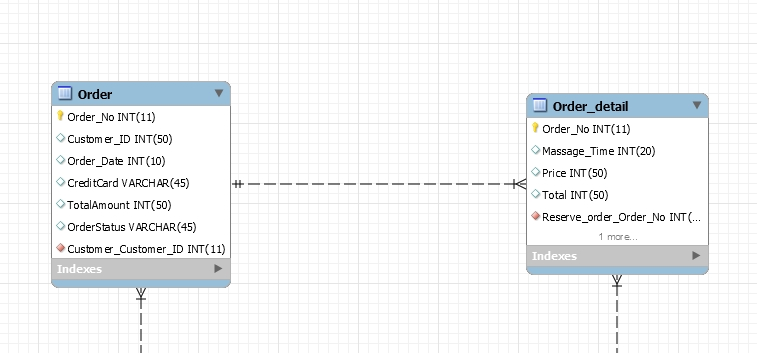 Order
Order_No INT(11)
Customer_ID INT(50)
Order_Date INT(10)
CreditCard VARCHAR(45)
TotalAmount INT(50)
OrderStatus VARCHAR(45)
Customer_Customer_ID INT(11)
Indexes
Order_detail
Order_No INT(11)
Massage_Time INT(20)
Price INT(50)
Total INT(50)
Reserve_order_Order_No INT(...
1 more...
Indexes